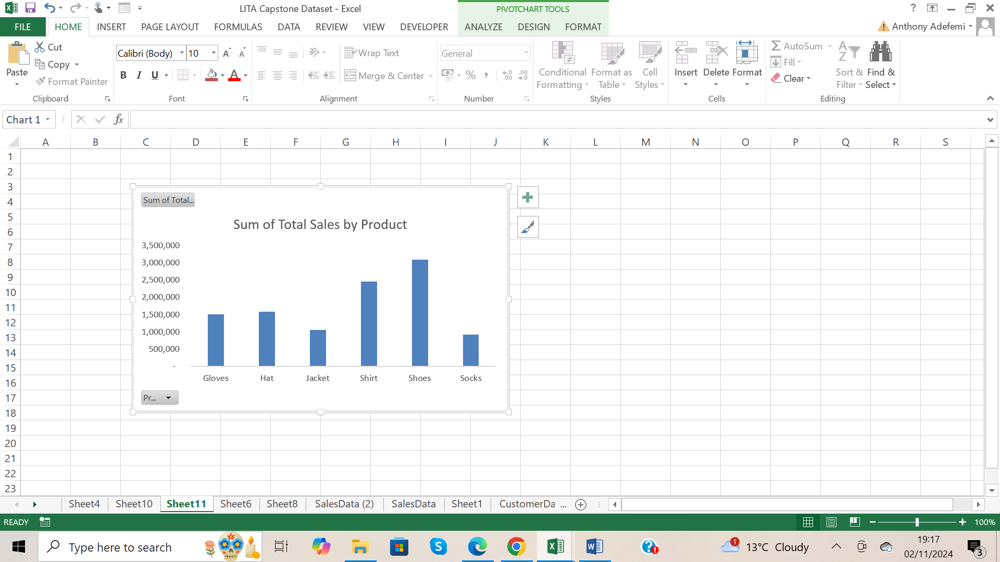 LITA Capstone Dataset - Excel
PIVOTCHART TOOLS
?
FILE HOME INSERT PAGE LAYOUT FORMULAS DATA REVIEW VIEW DEVELOPER ANALYZE DESIGN FORMAT Anthony Adefemi
Paste
Cut
Copy
Format Painter
Clipboard
Calibri (Body) 10 A A
B I U A
Font
Wrap Text
Merge & Center
Alignment
General
% , .0 .00
.00 .0
Number
Conditional Formatting
Format as Table
Cell Styles
Styles
Insert Delete Format
Cells
AutoSum
Fill
Clear
Sort & Filter
Find & Select
Editing
Chart 1 fx
A B C D E F G H I J K L M N O P Q R S
1
2
3
4
5
6
7
8
9
10
11
12
13
14
15
16
17
18
19
20
21
22
23
Sum of Total...
Sum of Total Sales by Product
3,500,000
3,000,000
2,500,000
2,000,000
1,500,000
1,000,000
500,000
-
Gloves Hat Jacket Shirt Shoes Socks
Pr...
Sheet4 Sheet10 Sheet11 Sheet6 Sheet8 SalesData (2) SalesData Sheet1 CustomerDa ...
READY 100%
Type here to search
1 13°C Cloudy
19:17
02/11/2024
3